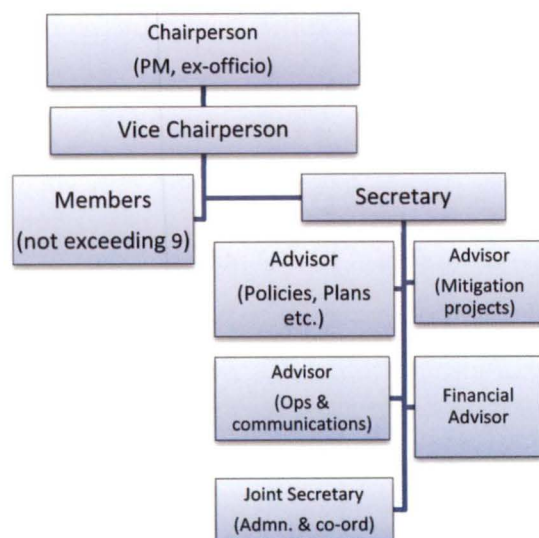 Chairperson
(PM, ex-officio)
Vice Chairperson
Members
(not exceeding 9)
Secretary
Advisor
(Policies, Plans
etc.)
Advisor
(Mitigation
projects)
Advisor
(Ops &
communications)
Financial
Advisor
Joint Secretary
(Admn. & co-ord)